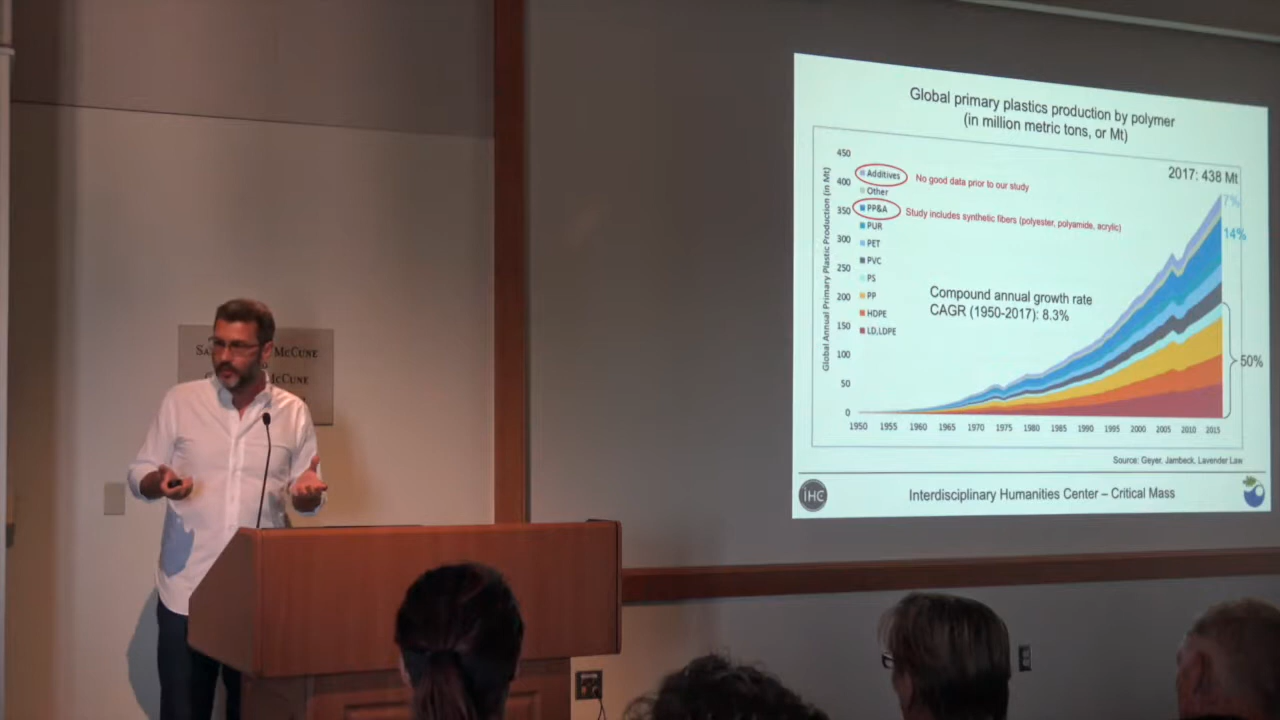 Global primary plastics production by polymer
(in million metric tons, or Mt)
Global Annual Primary Plastic Production (in Mt)
450
400
350
300
250
200
150
100
50
0
Additives
Other
PP&A
PUR
PET
PVC
PS
PP
HDPE
LD,LDPE
No good data prior to our study
Study includes synthetic fibers (polyester, polyamide, acrylic)
2017: 438 Mt
7%
14%
Compound annual growth rate
CAGR (1950-2017): 8.3%
50%
1950 1955 1960 1965 1970 1975 1980 1985 1990 1995 2000 2005 2010 2015
Source: Geyer, Jambeck, Lavender Law
IHC
Interdisciplinary Humanities Center – Critical Mass
McCune
McCune